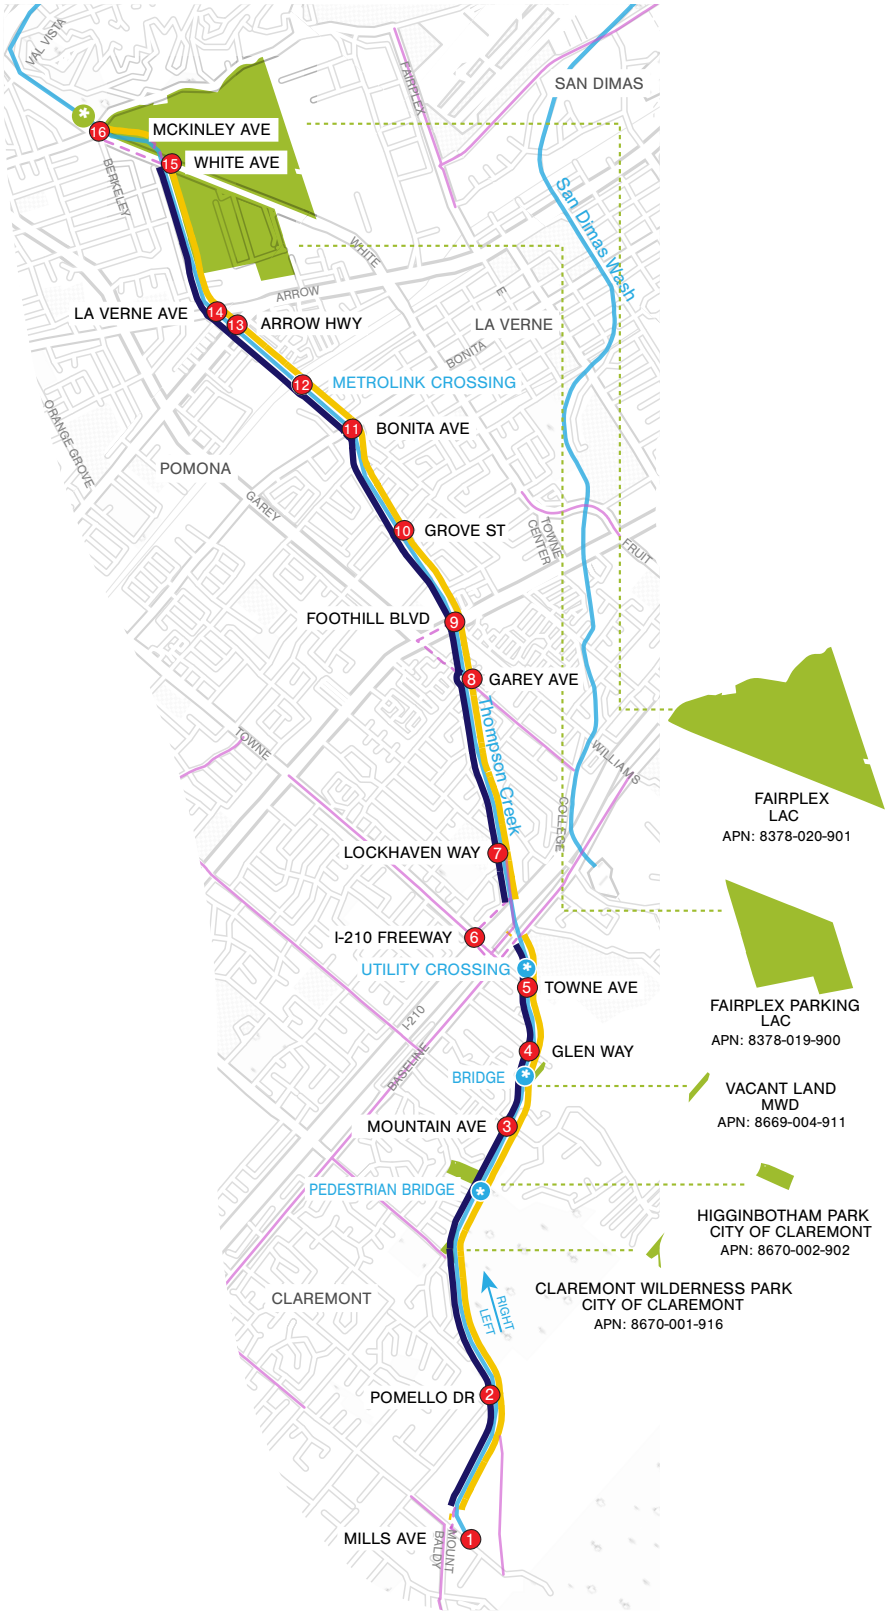 VAL VISTA
FAIRPLEX
SAN DIMAS
*
16
MCKINLEY AVE
15
WHITE AVE
BERKELEY
San Dimas Wash
WHITE
ARROW
E
LA VERNE AVE
14
13
ARROW HWY
LA VERNE
BONITA
12
METROLINK CROSSING
ORANGE GROVE
11
BONITA AVE
POMONA
GAREY
10
GROVE ST
TOWNE
CENTER
FRUIT
FOOTHILL BLVD
9
8
GAREY AVE
Thompson Creek
TOWNE
WILLIAMS
COLLEGE
FAIRPLEX
LAC
APN: 8378-020-901
LOCKHAVEN WAY
7
I-210 FREEWAY
6
UTILITY CROSSING
*
5
TOWNE AVE
FAIRPLEX PARKING
LAC
APN: 8378-019-900
I-210
BASELINE
4
GLEN WAY
BRIDGE
*
VACANT LAND
MWD
APN: 8669-004-911
MOUNTAIN AVE
3
PEDESTRIAN BRIDGE
*
HIGGINBOTHAM PARK
CITY OF CLAREMONT
APN: 8670-002-902
CLAREMONT WILDERNESS PARK
CITY OF CLAREMONT
APN: 8670-001-916
CLAREMONT
RIGHT
LEFT
POMELLO DR
2
MILLS AVE
1
MOUNT
BALDY